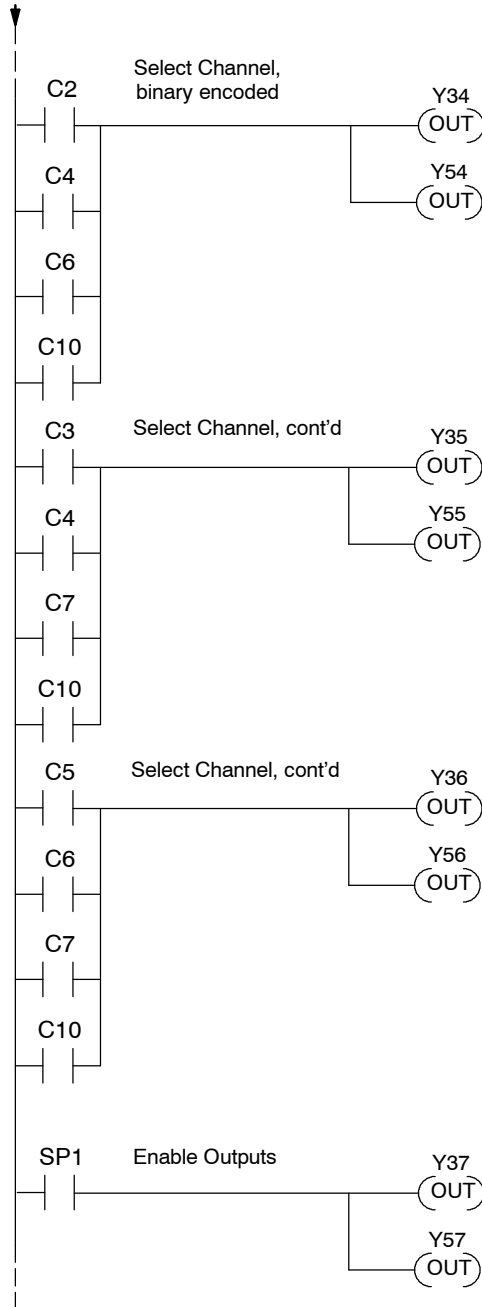 Select Channel,
binary encoded
C2
Y34
OUT
C4
Y54
OUT
C6
C10
C3
Select Channel, cont'd
Y35
OUT
C4
Y55
OUT
C7
C10
C5
Select Channel, cont'd
Y36
OUT
C6
Y56
OUT
C7
C10
SP1
Enable Outputs
Y37
OUT
Y57
OUT